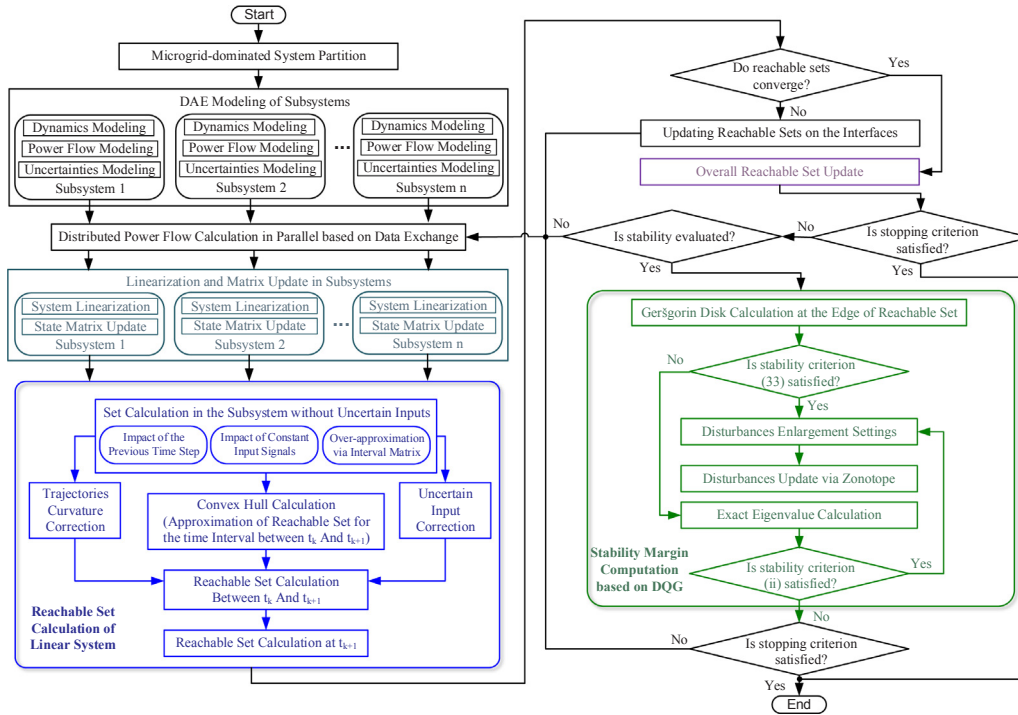 Start
Microgrid-dominated System Partition
DAE Modeling of Subsystems
Dynamics Modeling
Power Flow Modeling
Uncertainties Modeling
Subsystem 1
Dynamics Modeling
Power Flow Modeling
Uncertainties Modeling
Subsystem 2
...
Dynamics Modeling
Power Flow Modeling
Uncertainties Modeling
Subsystem n
Distributed Power Flow Calculation in Parallel based on Data Exchange
Linearization and Matrix Update in Subsystems
System Linearization
State Matrix Update
Subsystem 1
System Linearization
State Matrix Update
Subsystem 2
...
System Linearization
State Matrix Update
Subsystem n
Set Calculation in the Subsystem without Uncertain Inputs
Impact of the
Previous Time Step
Impact of Constant
Input Signals
Over-approximation
via Interval Matrix
Trajectories
Curvature
Correction
Convex Hull Calculation
(Approximation of Reachable Set for
the time Interval between tk And tk+1)
Uncertain
Input
Correction
Reachable Set Calculation
Between tk And tk+1
Reachable Set Calculation at tk+1
Reachable Set
Calculation of
Linear System
Do reachable sets
converge?
Yes
No
Updating Reachable Sets on the Interfaces
Overall Reachable Set Update
Is stopping criterion
satisfied?
No
Yes
Is stability evaluated?
No
Yes
Geršgorin Disk Calculation at the Edge of Reachable Set
Is stability criterion
(33) satisfied?
No
Yes
Disturbances Enlargement Settings
Disturbances Update via Zonotope
Exact Eigenvalue Calculation
Is stability criterion
(ii) satisfied?
Yes
No
Stability Margin
Computation
based on DQG
Is stopping criterion
satisfied?
No
Yes
End